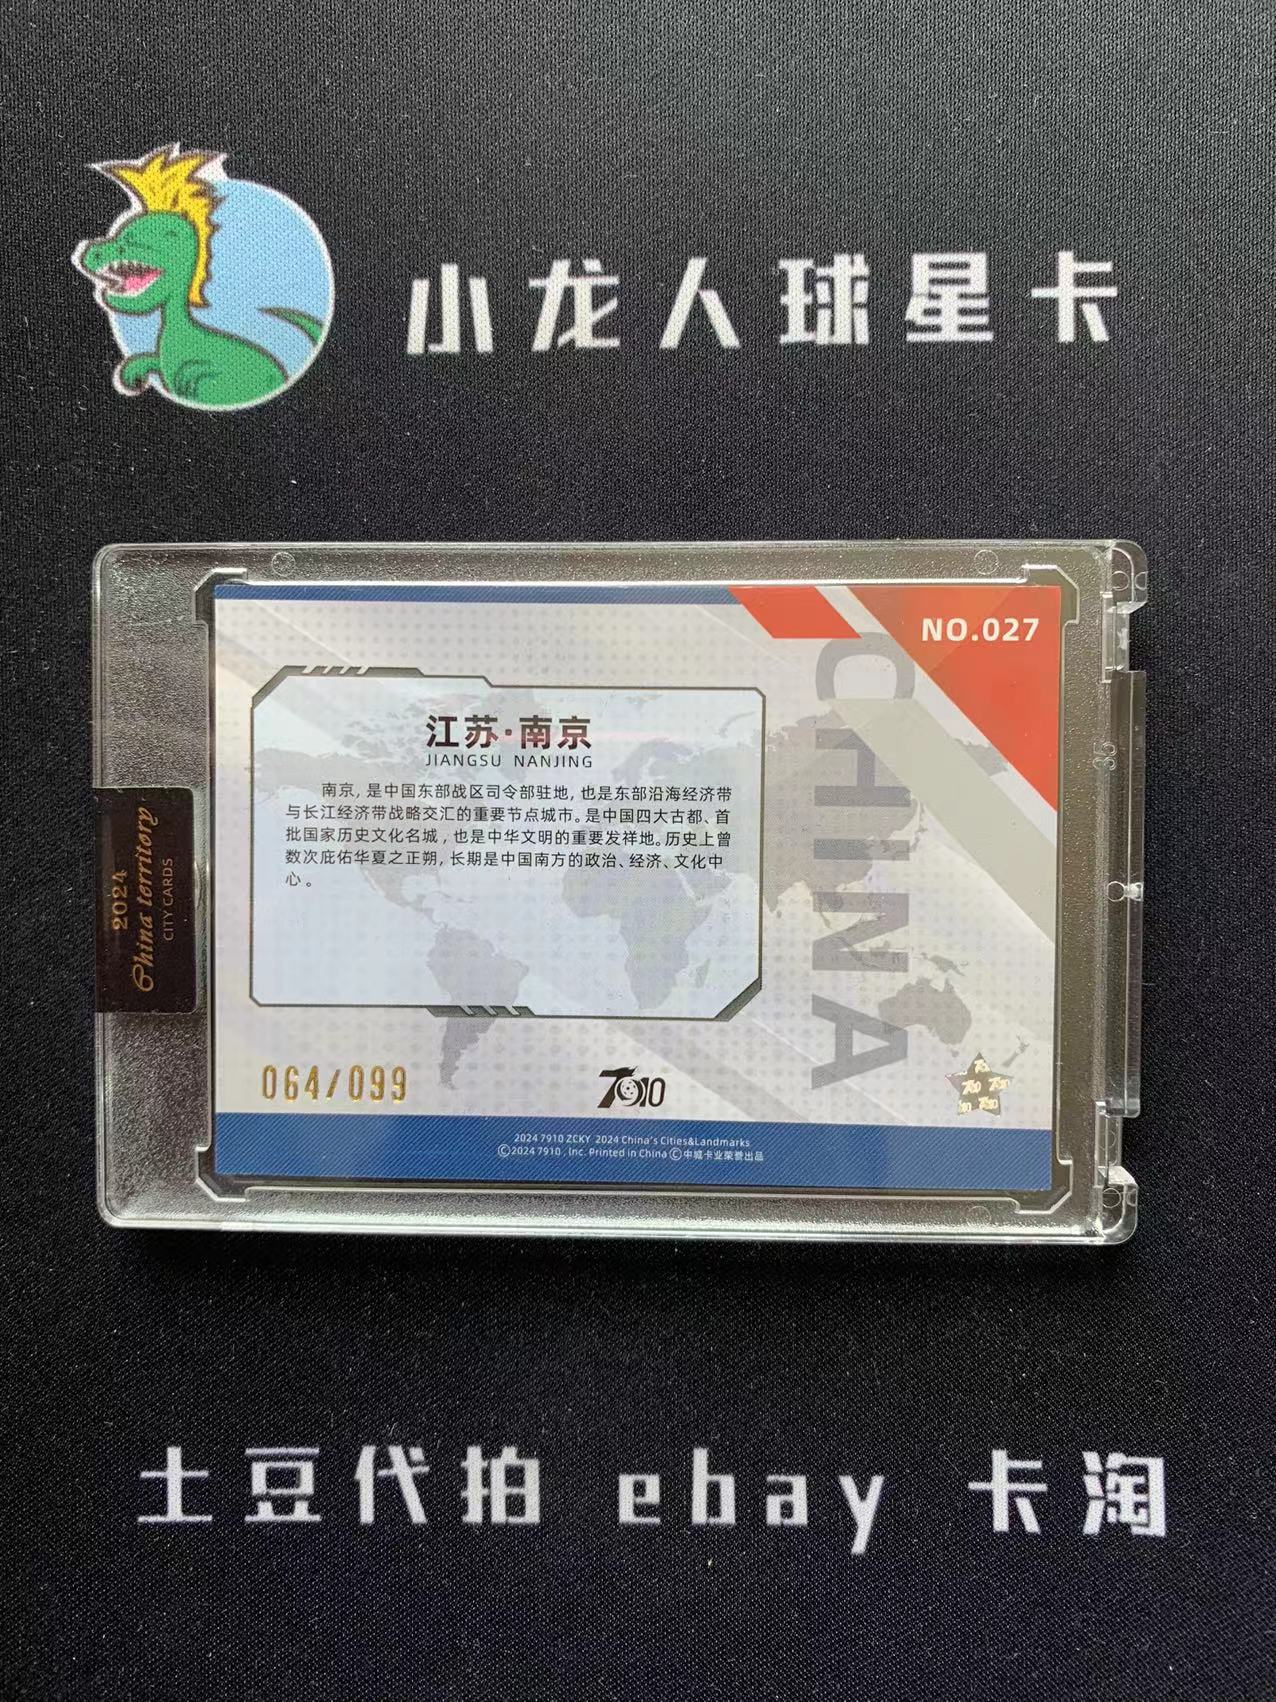 小龙人球星卡
NO.027
CHINA
江苏·南京
JIANGSU NANJING
南京,是中国东部战区司令部驻地,也是东部沿海经济带
与长江经济带战略交汇的重要节点城市。是中国四大古都、首
批国家历史文化名城,也是中华文明的重要发祥地。历史上曾
数次庇佑华夏之正朔,长期是中国南方的政治、经济、文化中
心。
2024
China territory
CITY CARDS
35
064/099
7910
2024 7910 ZCKY 2024 China's Cities&Landmarks
©2024 7910 . Inc. Printed in China ©中城卡业荣誉出品
土豆代拍 ebay 卡淘